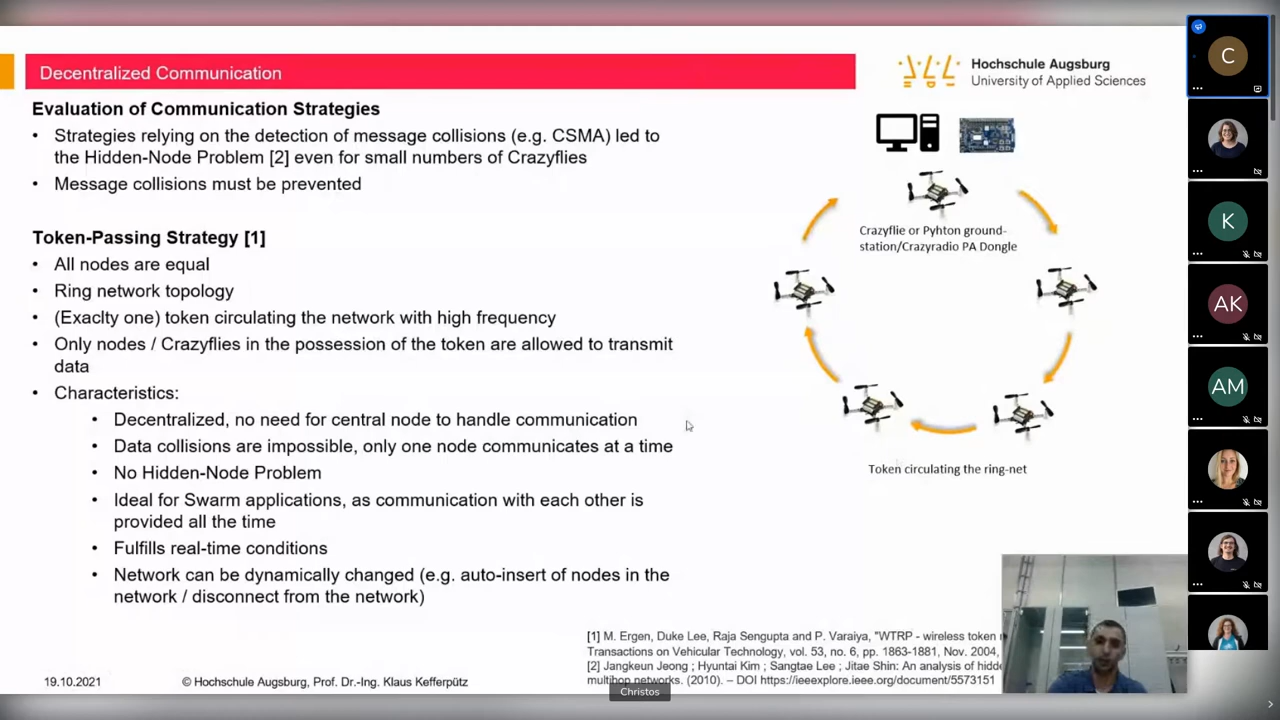 Decentralized Communication
Hochschule Augsburg
University of Applied Sciences
Evaluation of Communication Strategies
• Strategies relying on the detection of message collisions (e.g. CSMA) led to
the Hidden-Node Problem [2] even for small numbers of Crazyflies
• Message collisions must be prevented
Token-Passing Strategy [1]
• All nodes are equal
• Ring network topology
• (Exaclty one) token circulating the network with high frequency
• Only nodes / Crazyflies in the possession of the token are allowed to transmit
data
• Characteristics:
• Decentralized, no need for central node to handle communication
• Data collisions are impossible, only one node communicates at a time
• No Hidden-Node Problem
• Ideal for Swarm applications, as communication with each other is
provided all the time
• Fulfills real-time conditions
• Network can be dynamically changed (e.g. auto-insert of nodes in the
network / disconnect from the network)
Crazyflie or Pyhton ground-
station/Crazyradio PA Dongle
Token circulating the ring-net
[1] M. Ergen, Duke Lee, Raja Sengupta and P. Varaiya, "WTRP - wireless token
Transactions on Vehicular Technology, vol. 53, no. 6, pp. 1863-1881, Nov. 2004,
[2] Jangkeun Jeong ; Hyuntai Kim ; Sangtae Lee ; Jitae Shin: An analysis of
multihop networks. (2010). – DOI https://ieeexplore.ieee.org/document/5573151
19.10.2021
© Hochschule Augsburg, Prof. Dr.-Ing. Klaus Kefferpütz
Christos
C
K
AK
AM